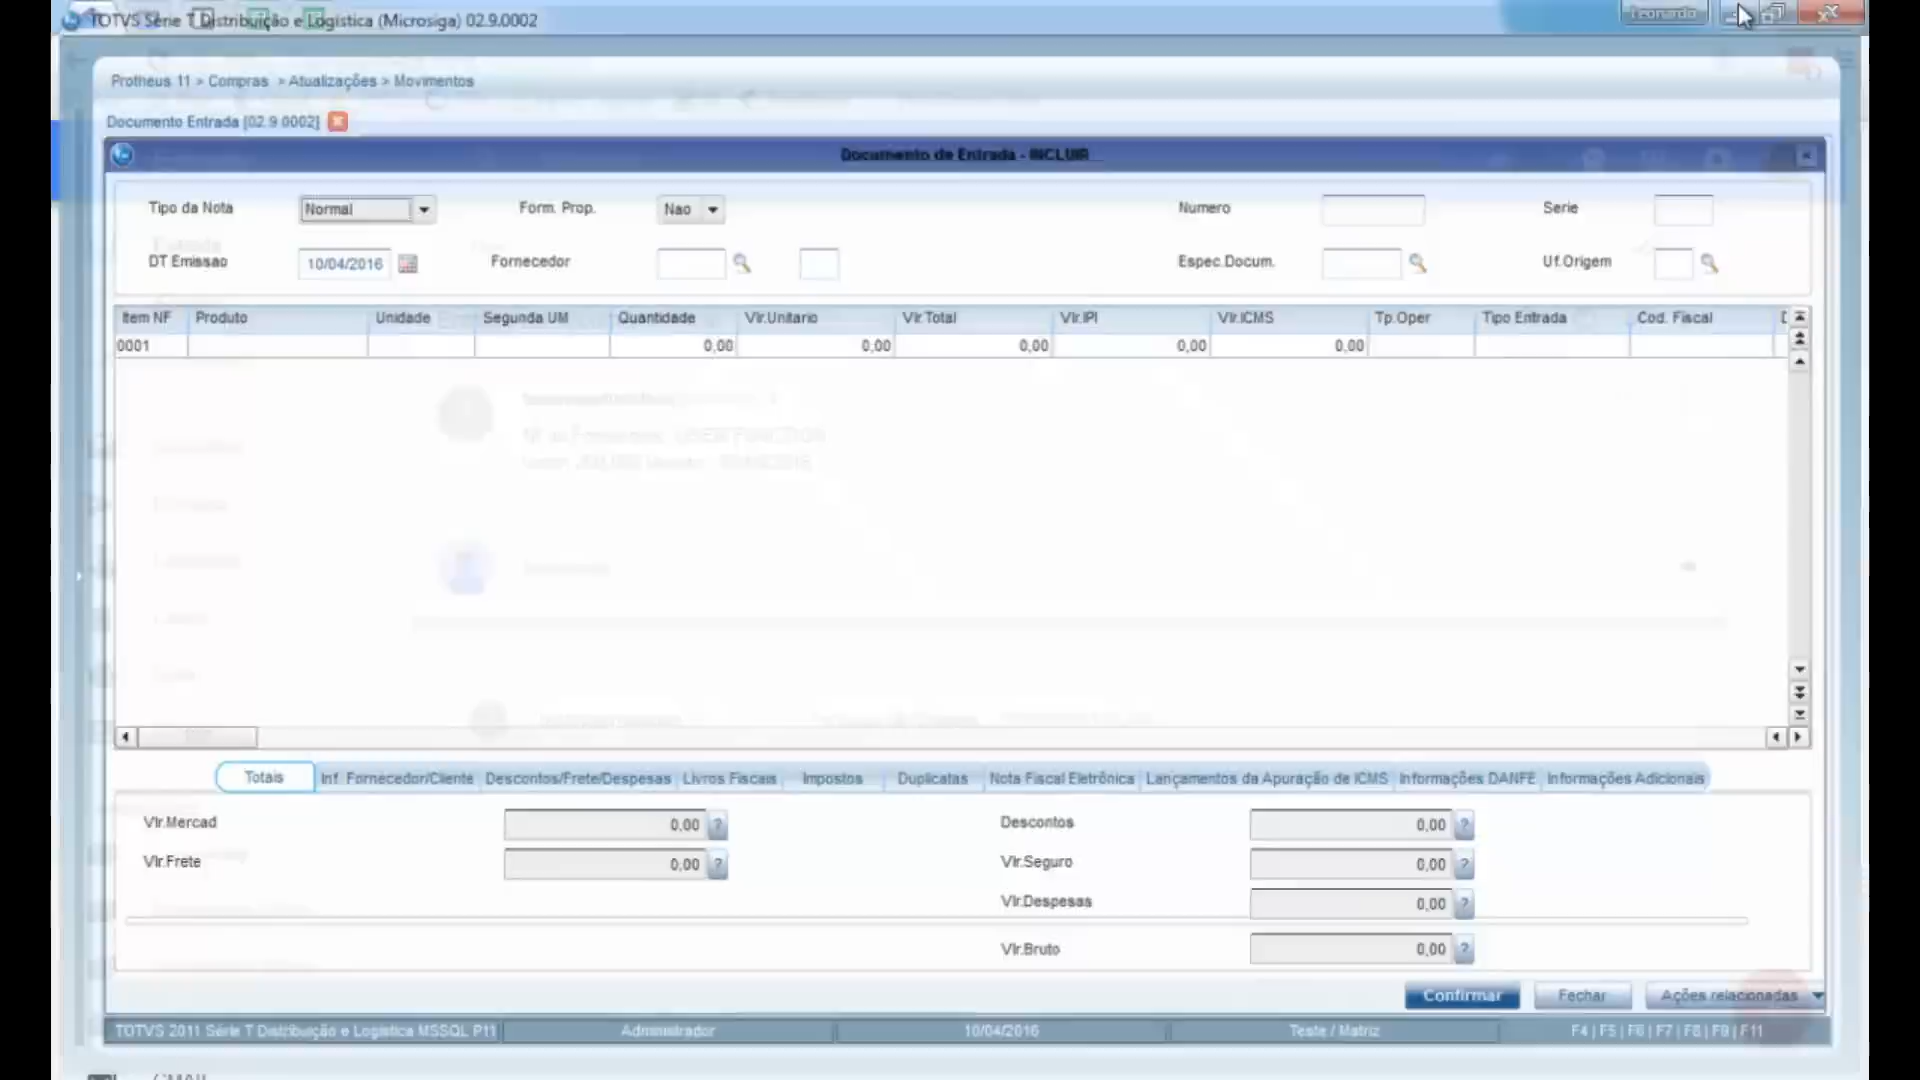 TOTVS Série T Distribuição e Logística (Microsiga) 02.9.0002
Leonardo
Protheus 11 > Compras > Atualizações > Movimentos
Documento Entrada [02.9.0002]
Documento de Entrada - INCLUIR
Tipo da Nota Normal Form. Prop. Nao Numero Serie
DT Emissao 10/04/2016 Fornecedor Espec.Docum. Uf.Origem
Item NF Produto Unidade Segunda UM Quantidade Vlr.Unitario Vlr.Total Vlr.IPI Vlr.ICMS Tp.Oper Tipo Entrada Cod. Fiscal
0001 0,00 0,00 0,00 0,00 0,00
Totais Inf. Fornecedor/Cliente Descontos/Frete/Despesas Livros Fiscais Impostos Duplicatas Nota Fiscal Eletrônica Lançamentos da Apuração de ICMS Informações DANFE Informações Adicionais
Vlr.Mercad 0,00 ? Descontos 0,00 ?
Vlr.Frete 0,00 ? Vlr.Seguro 0,00 ?
Vlr.Despesas 0,00 ?
Vlr.Bruto 0,00 ?
Confirmar Fechar Ações relacionadas
TOTVS 2011 Série T Distribuição e Logística MSSQL P11 Administrador 10/04/2016 Teste / Matriz F4 | F5 | F6 | F7 | F8 | F9 | F11
GMAIL